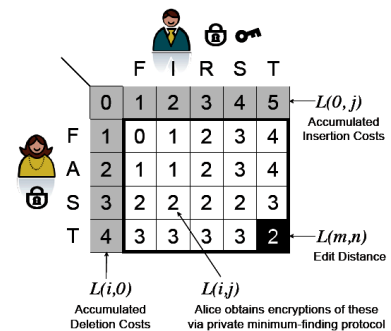 F I R S T
0 1 2 3 4 5
L(0, j)
Accumulated
Insertion Costs
F 1 0 1 2 3 4
A 2 1 1 2 3 4
S 3 2 2 2 2 3
T 4 3 3 3 3 2
L(m,n)
Edit Distance
L(i,0)
Accumulated
Deletion Costs
L(i,j)
Alice obtains encryptions of these
via private minimum-finding protocol